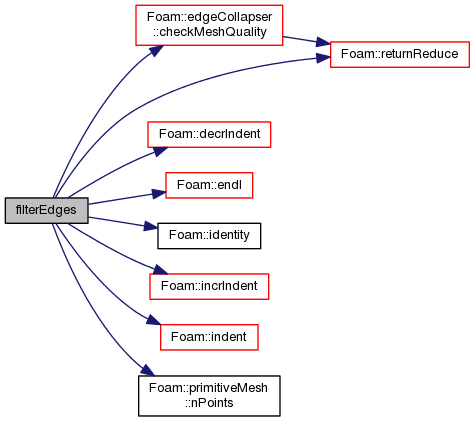 Foam::edgeCollapser
::checkMeshQuality
Foam::returnReduce
Foam::decrIndent
Foam::endl
filterEdges
Foam::identity
Foam::incrIndent
Foam::indent
Foam::primitiveMesh
::nPoints